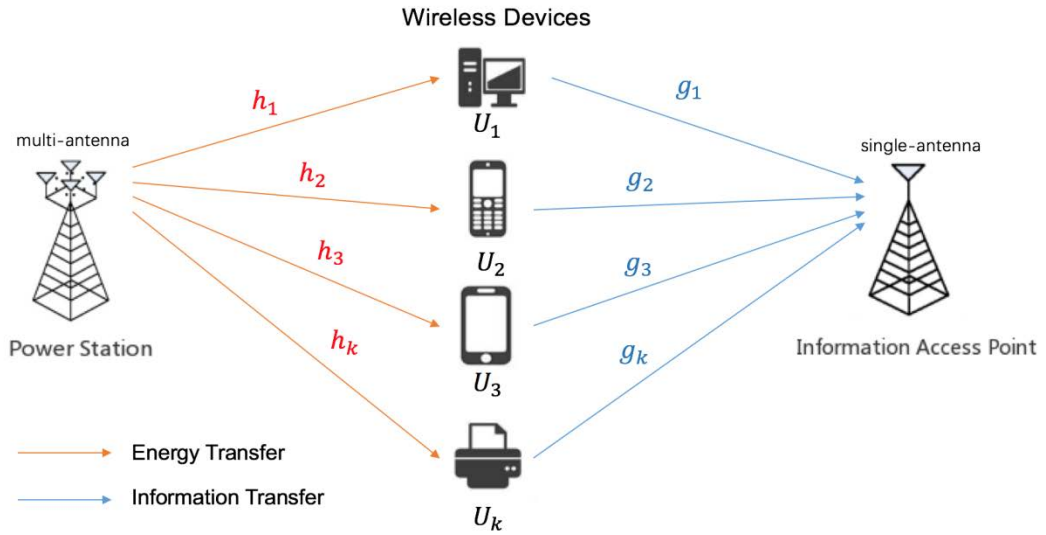 Wireless Devices
h₁
g₁
U₁
multi-antenna
single-antenna
h₂
g₂
U₂
h₃
g₃
Power Station
Information Access Point
hₖ
gₖ
U₃
Energy Transfer
Information Transfer
Uₖ